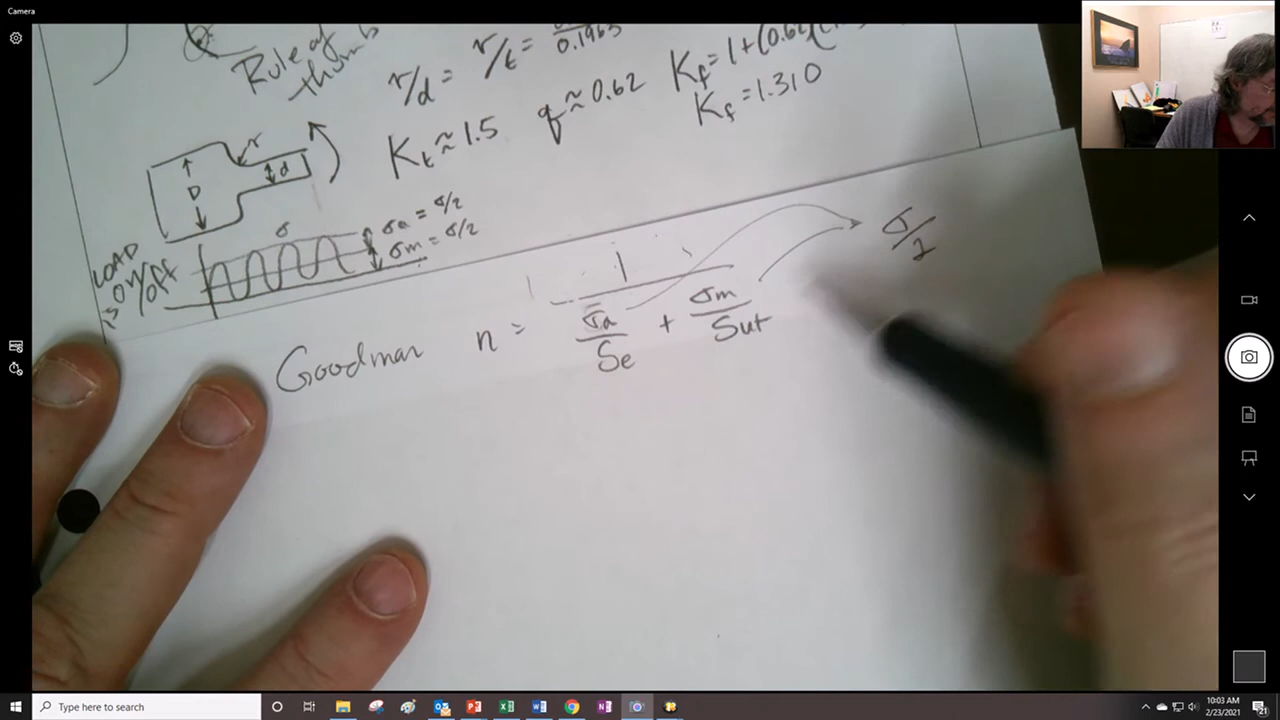 Camera
Rule of
thumb
r/d = r/t =
0.1963
Kt ≈ 1.5 q ≈ 0.62 Kf = 1 + (0.62)(
Kf = 1.310
r
D
d
σ
σa = σ/2
σm = σ/2
LOAD
is ON/
OFF
Goodman n = 1
σa/Se + σm/Sut
σ/2
Type here to search
10:03 AM
2/23/2021
21